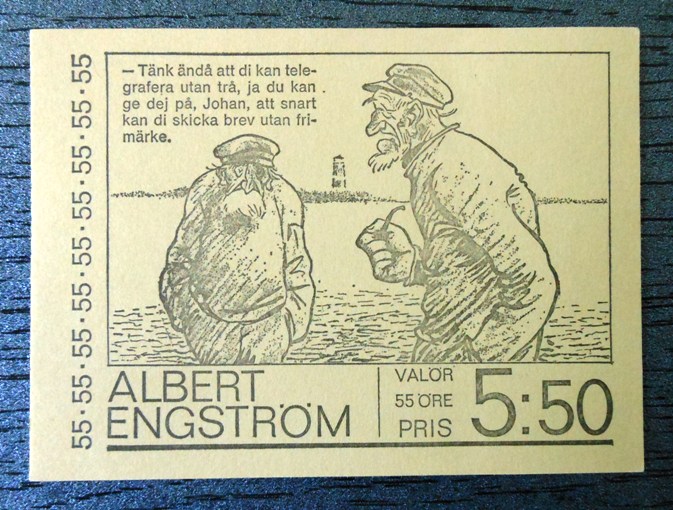 — Tänk ändå att di kan tele-
grafera utan trå, ja du kan
ge dej på, Johan, att snart
kan di skicka brev utan fri-
märke.
55·55·55·55·55·55·55·55·55·55
ALBERT
ENGSTRÖM
VALÖR
55 ÖRE
PRIS
5:50